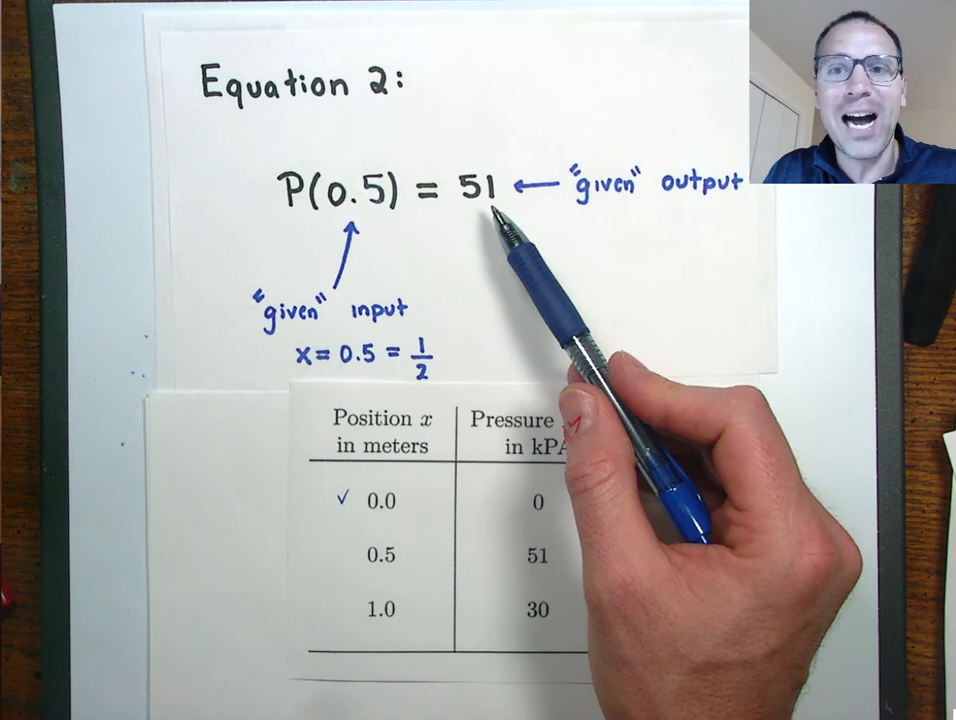 Equation 2:
P(0.5) = 51 ← "given" output
"given" input
x = 0.5 = 1/2
Position x Pressure
in meters in kPA
✓ 0.0 0
0.5 51
1.0 30